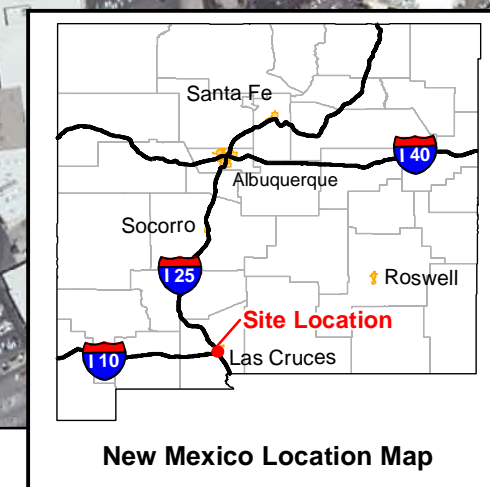 Santa Fe
I 40
Albuquerque
Socorro
I 25
Roswell
Site Location
I 10
Las Cruces
New Mexico Location Map